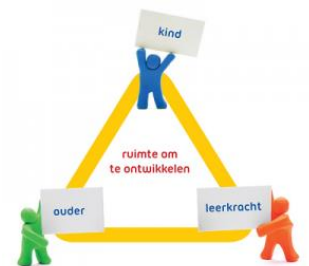 kind
ruimte om
te ontwikkelen
ouder
leerkracht